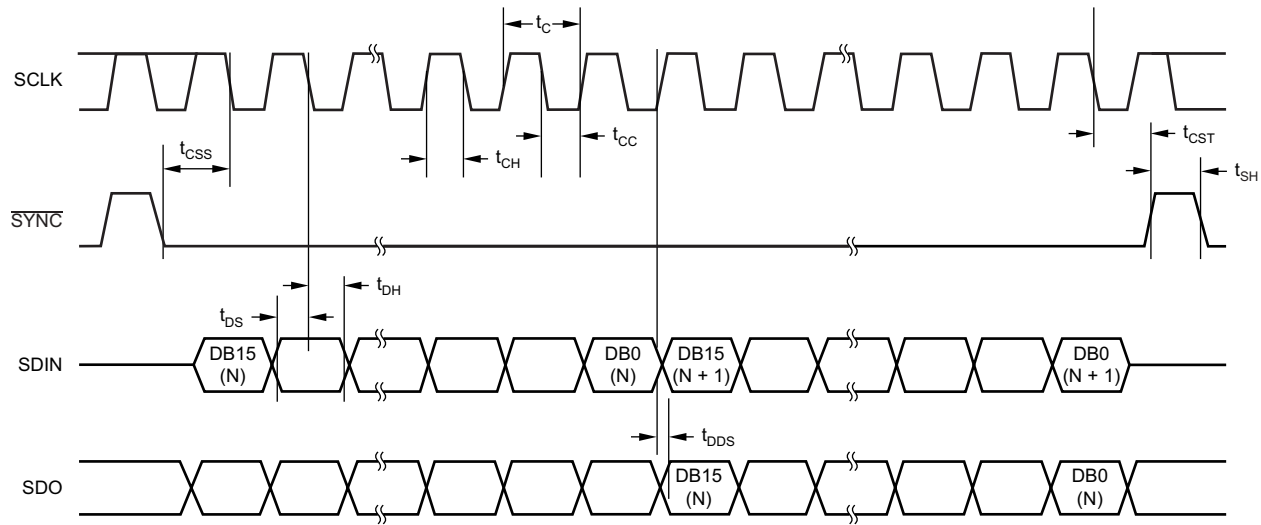 t_C
SCLK
t_CSS
t_CH
t_CC
t_CST
t_SH
SYNC
t_DS
t_DH
SDIN
DB15
(N)
DB0
(N)
DB15
(N + 1)
DB0
(N + 1)
t_DDS
SDO
DB15
(N)
DB0
(N)